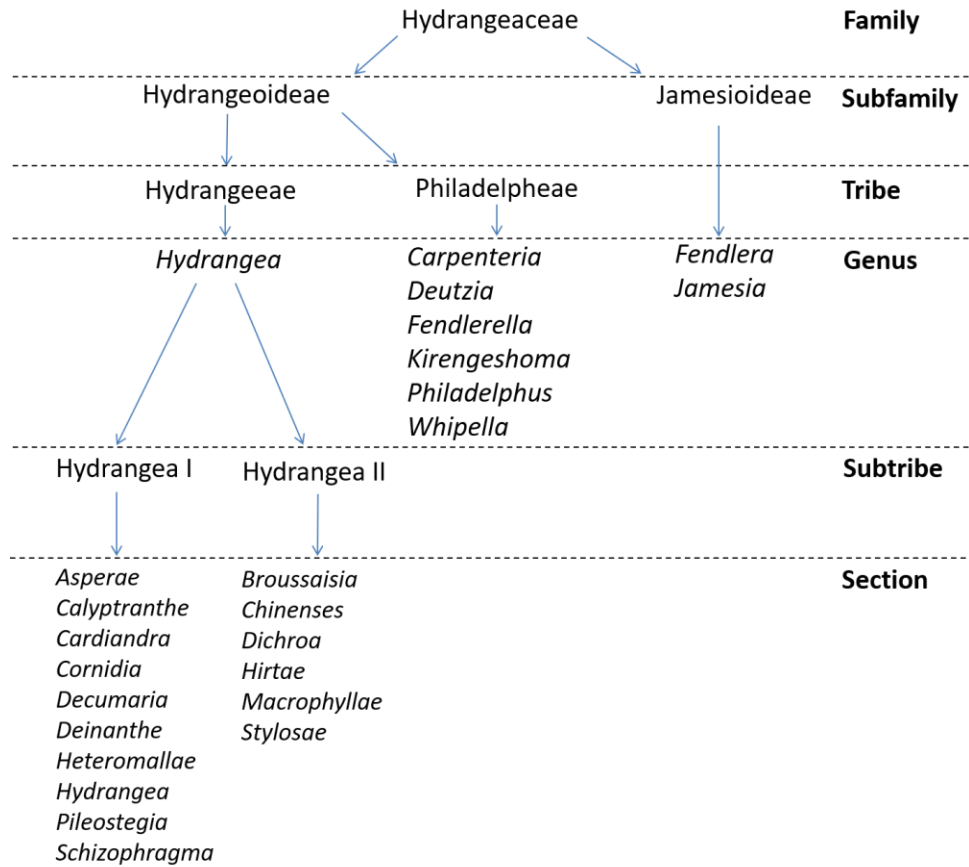 Hydrangeaceae Family
Hydrangeoideae Jamesioideae Subfamily
Hydrangeeae Philadelpheae Tribe
Hydrangea Carpenteria Fendlera Genus
Deutzia Jamesia
Fendlerella
Kirengeshoma
Philadelphus
Whipella
Hydrangea I Hydrangea II Subtribe
Asperae Broussaisia Section
Calyptranthe Chinenses
Cardiandra Dichroa
Cornidia Hirtae
Decumaria Macrophyllae
Deinanthe Stylosae
Heteromallae
Hydrangea
Pileostegia
Schizophragma